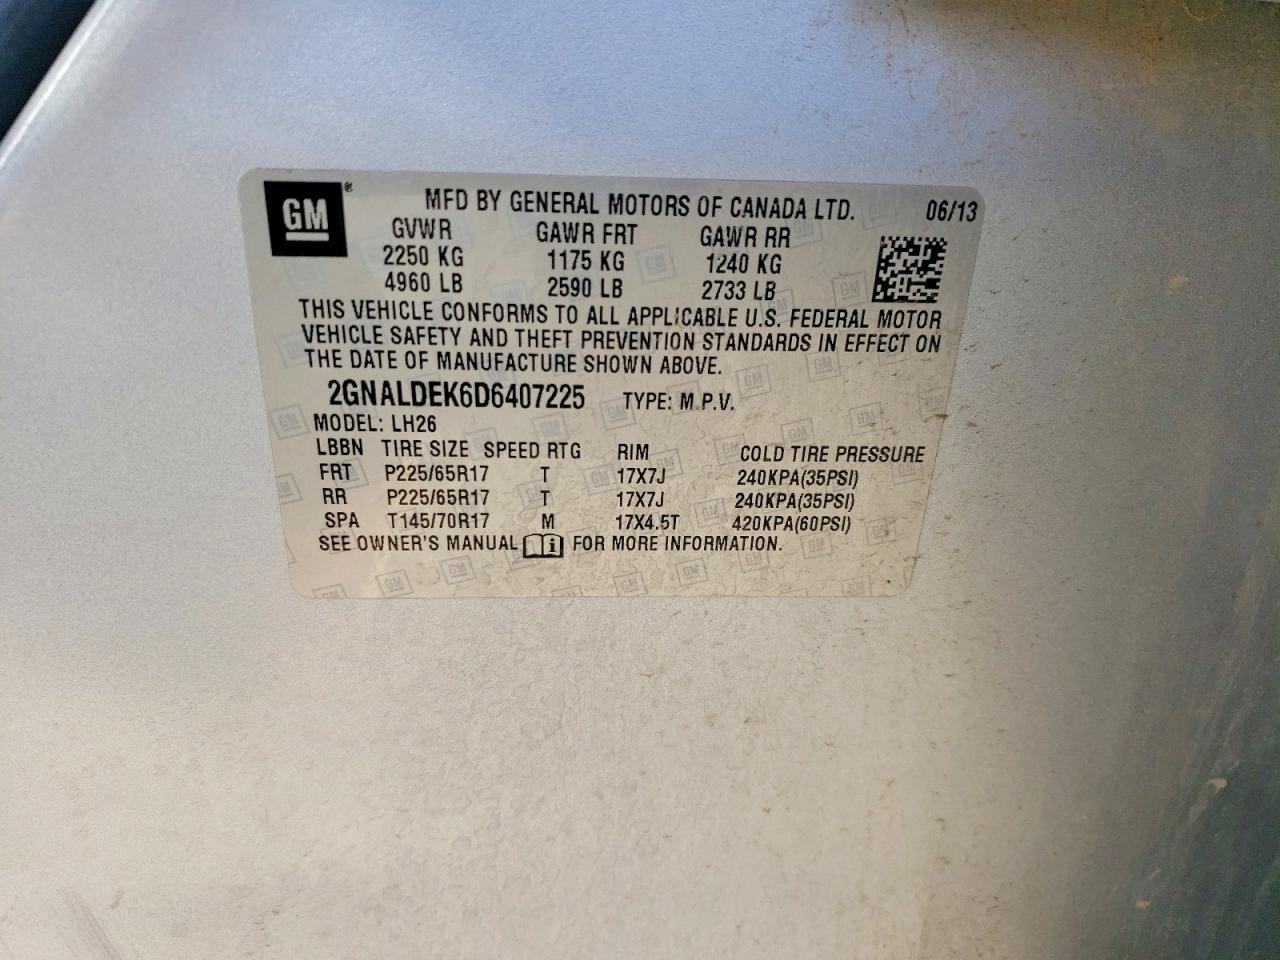 GM® MFD BY GENERAL MOTORS OF CANADA LTD. 06/13
GVWR GAWR FRT GAWR RR
2250 KG 1175 KG 1240 KG
4960 LB 2590 LB 2733 LB
THIS VEHICLE CONFORMS TO ALL APPLICABLE U.S. FEDERAL MOTOR
VEHICLE SAFETY AND THEFT PREVENTION STANDARDS IN EFFECT ON
THE DATE OF MANUFACTURE SHOWN ABOVE.
2GNALDEK6D6407225 TYPE: M.P.V.
MODEL: LH26
LBBN TIRE SIZE SPEED RTG RIM COLD TIRE PRESSURE
FRT P225/65R17 T 17X7J 240KPA(35PSI)
RR P225/65R17 T 17X7J 240KPA(35PSI)
SPA T145/70R17 M 17X4.5T 420KPA(60PSI)
SEE OWNER'S MANUAL FOR MORE INFORMATION.